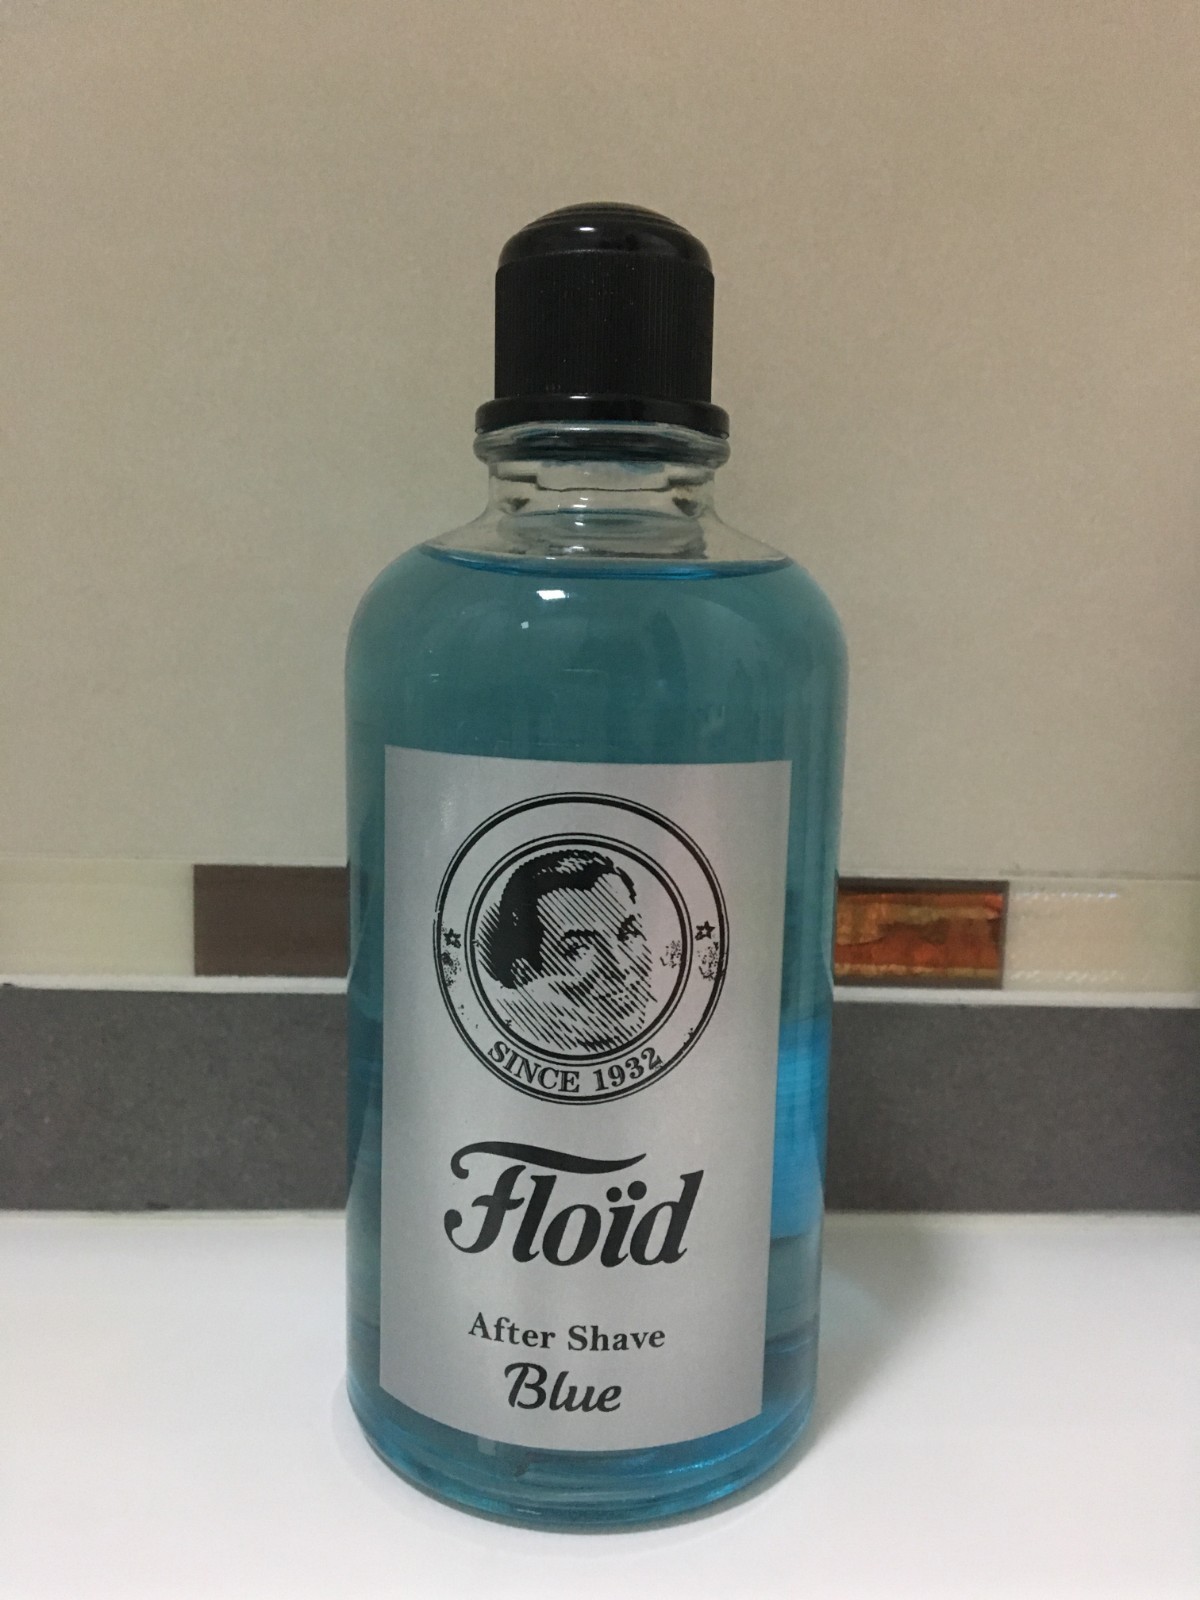 SINCE 1932
Floïd
After Shave
Blue